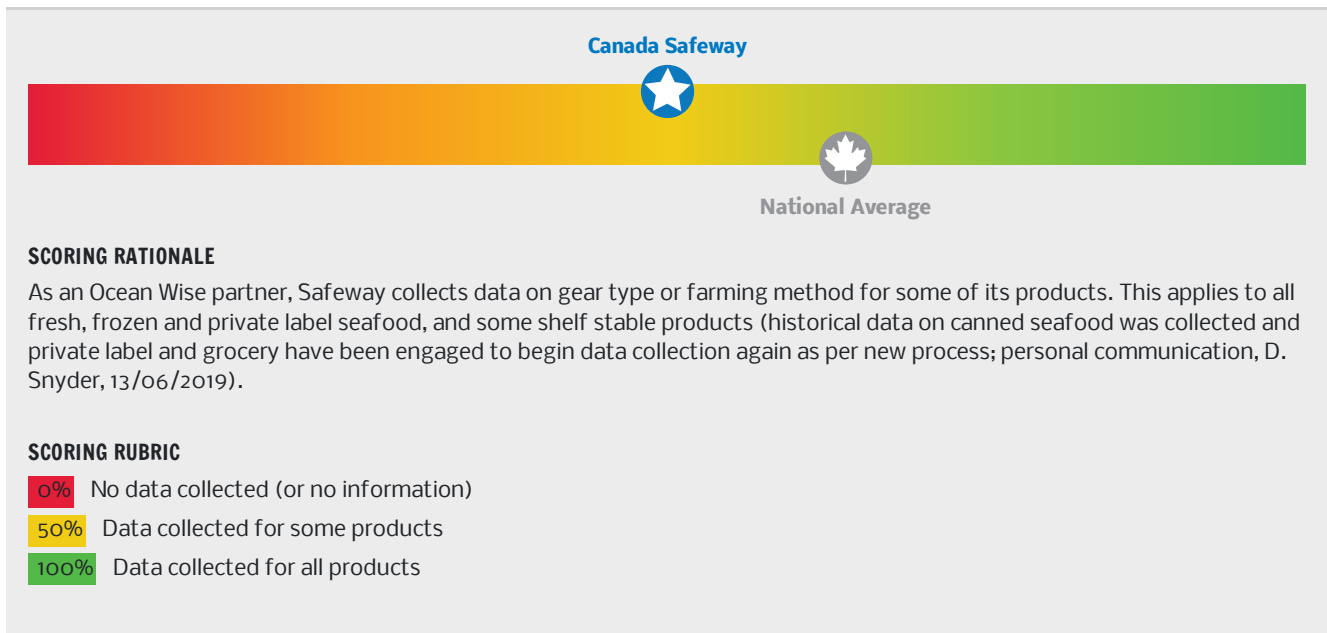 Canada Safeway
National Average
SCORING RATIONALE
As an Ocean Wise partner, Safeway collects data on gear type or farming method for some of its products. This applies to all
fresh, frozen and private label seafood, and some shelf stable products (historical data on canned seafood was collected and
private label and grocery have been engaged to begin data collection again as per new process; personal communication, D.
Snyder, 13/06/2019).
SCORING RUBRIC
0% No data collected (or no information)
50% Data collected for some products
100% Data collected for all products